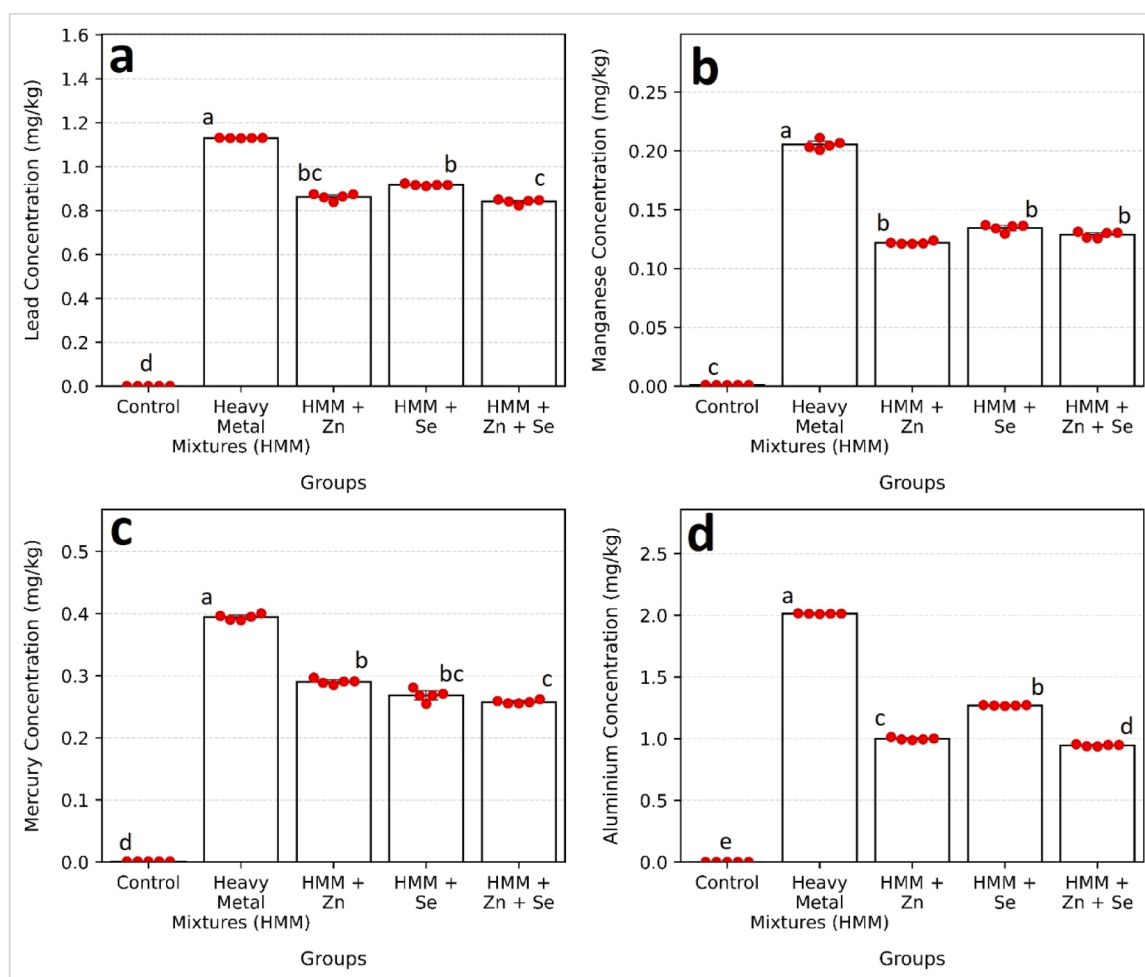 a
Lead Concentration (mg/kg)
1.6
1.4
1.2
1.0
0.8
0.6
0.4
0.2
0.0
d
a
bc
b
c
Control
Heavy
Metal
Mixtures (HMM)
HMM +
Zn
HMM +
Se
HMM +
Zn + Se
Groups
b
Manganese Concentration (mg/kg)
0.25
0.20
0.15
0.10
0.05
0.00
c
a
b
b
b
Control
Heavy
Metal
Mixtures (HMM)
HMM +
Zn
HMM +
Se
HMM +
Zn + Se
Groups
c
Mercury Concentration (mg/kg)
0.5
0.4
0.3
0.2
0.1
0.0
d
a
b
bc
c
Control
Heavy
Metal
Mixtures (HMM)
HMM +
Zn
HMM +
Se
HMM +
Zn + Se
Groups
d
Aluminium Concentration (mg/kg)
2.5
2.0
1.5
1.0
0.5
0.0
e
a
c
b
d
Control
Heavy
Metal
Mixtures (HMM)
HMM +
Zn
HMM +
Se
HMM +
Zn + Se
Groups